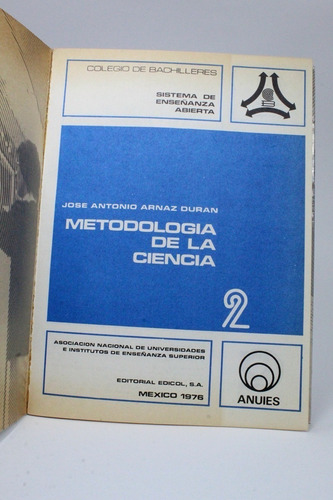 COLEGIO DE BACHILLERES
SISTEMA DE
ENSEÑANZA
ABIERTA
JOSE ANTONIO ARNAZ DURAN
METODOLOGIA
DE LA
CIENCIA
2
ASOCIACION NACIONAL DE UNIVERSIDADES
E INSTITUTOS DE ENSEÑANZA SUPERIOR
EDITORIAL EDICOL, S.A.
MEXICO 1976
ANUIES